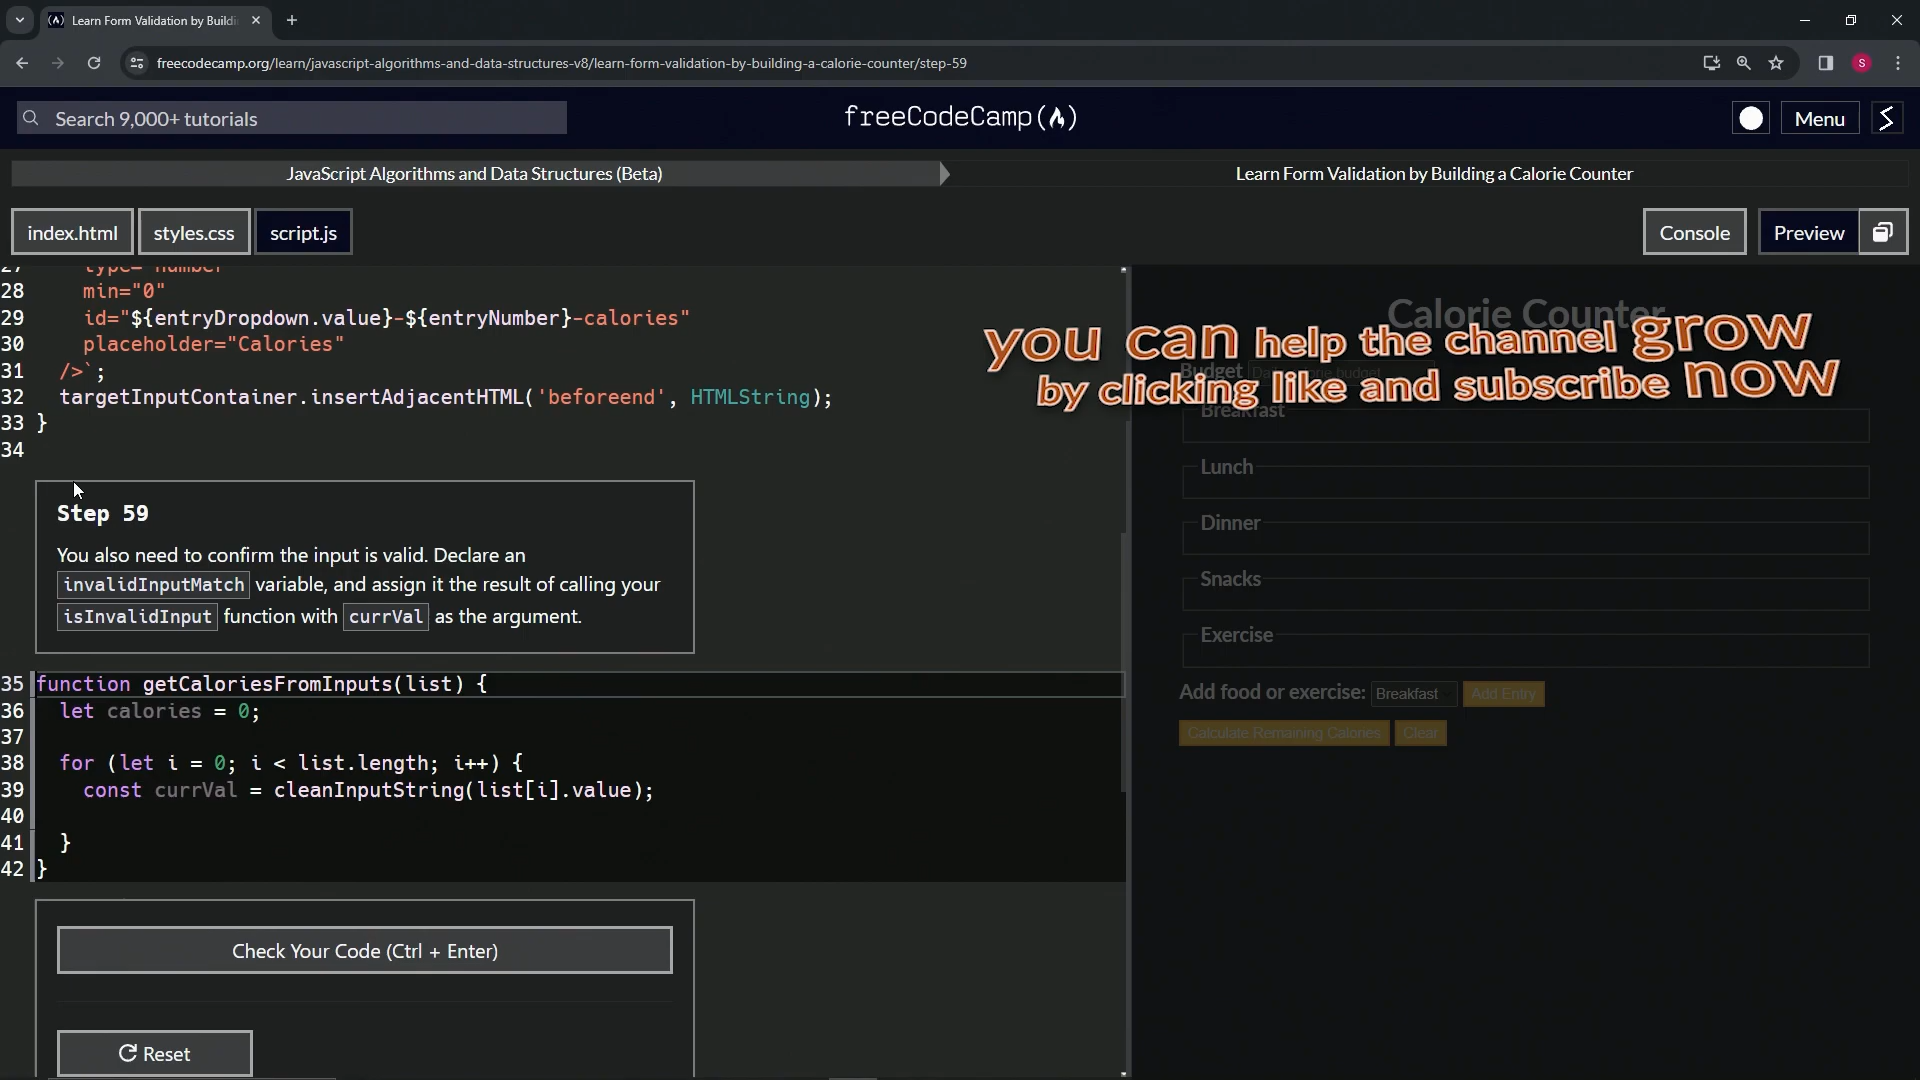 Learn Form Validation by Buildi
freecodecamp.org/learn/javascript-algorithms-and-data-structures-v8/learn-form-validation-by-building-a-calorie-counter/step-59
S
Search 9,000+ tutorials
freeCodeCamp(🔥)
Menu
JavaScript Algorithms and Data Structures (Beta)
Learn Form Validation by Building a Calorie Counter
index.html
styles.css
script.js
Console
Preview
27 type="number"
28 min="0"
29 id="${entryDropdown.value}-${entryNumber}-calories"
30 placeholder="Calories"
31 />`;
32 targetInputContainer.insertAdjacentHTML('beforeend', HTMLString);
33 }
34
Step 59
You also need to confirm the input is valid. Declare an
invalidInputMatch variable, and assign it the result of calling your
isInvalidInput function with currVal as the argument.
35 function getCaloriesFromInputs(list) {
36 let calories = 0;
37
38 for (let i = 0; i < list.length; i++) {
39 const currVal = cleanInputString(list[i].value);
40
41 }
42 }
Check Your Code (Ctrl + Enter)
Reset
Calorie Counter
you can help the channel grow
by clicking like and subscribe now
Budget
Breakfast
Lunch
Dinner
Snacks
Exercise
Add food or exercise: Breakfast Add Entry
Calculate Remaining Calories Clear